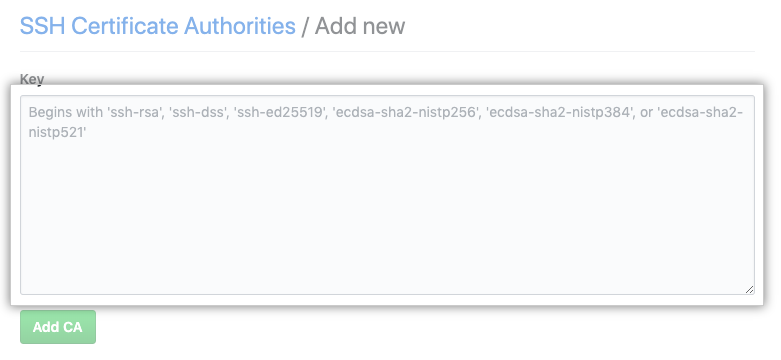 SSH Certificate Authorities / Add new
Key
Begins with 'ssh-rsa', 'ssh-dss', 'ssh-ed25519', 'ecdsa-sha2-nistp256', 'ecdsa-sha2-nistp384', or 'ecdsa-sha2-
nistp521'
Add CA